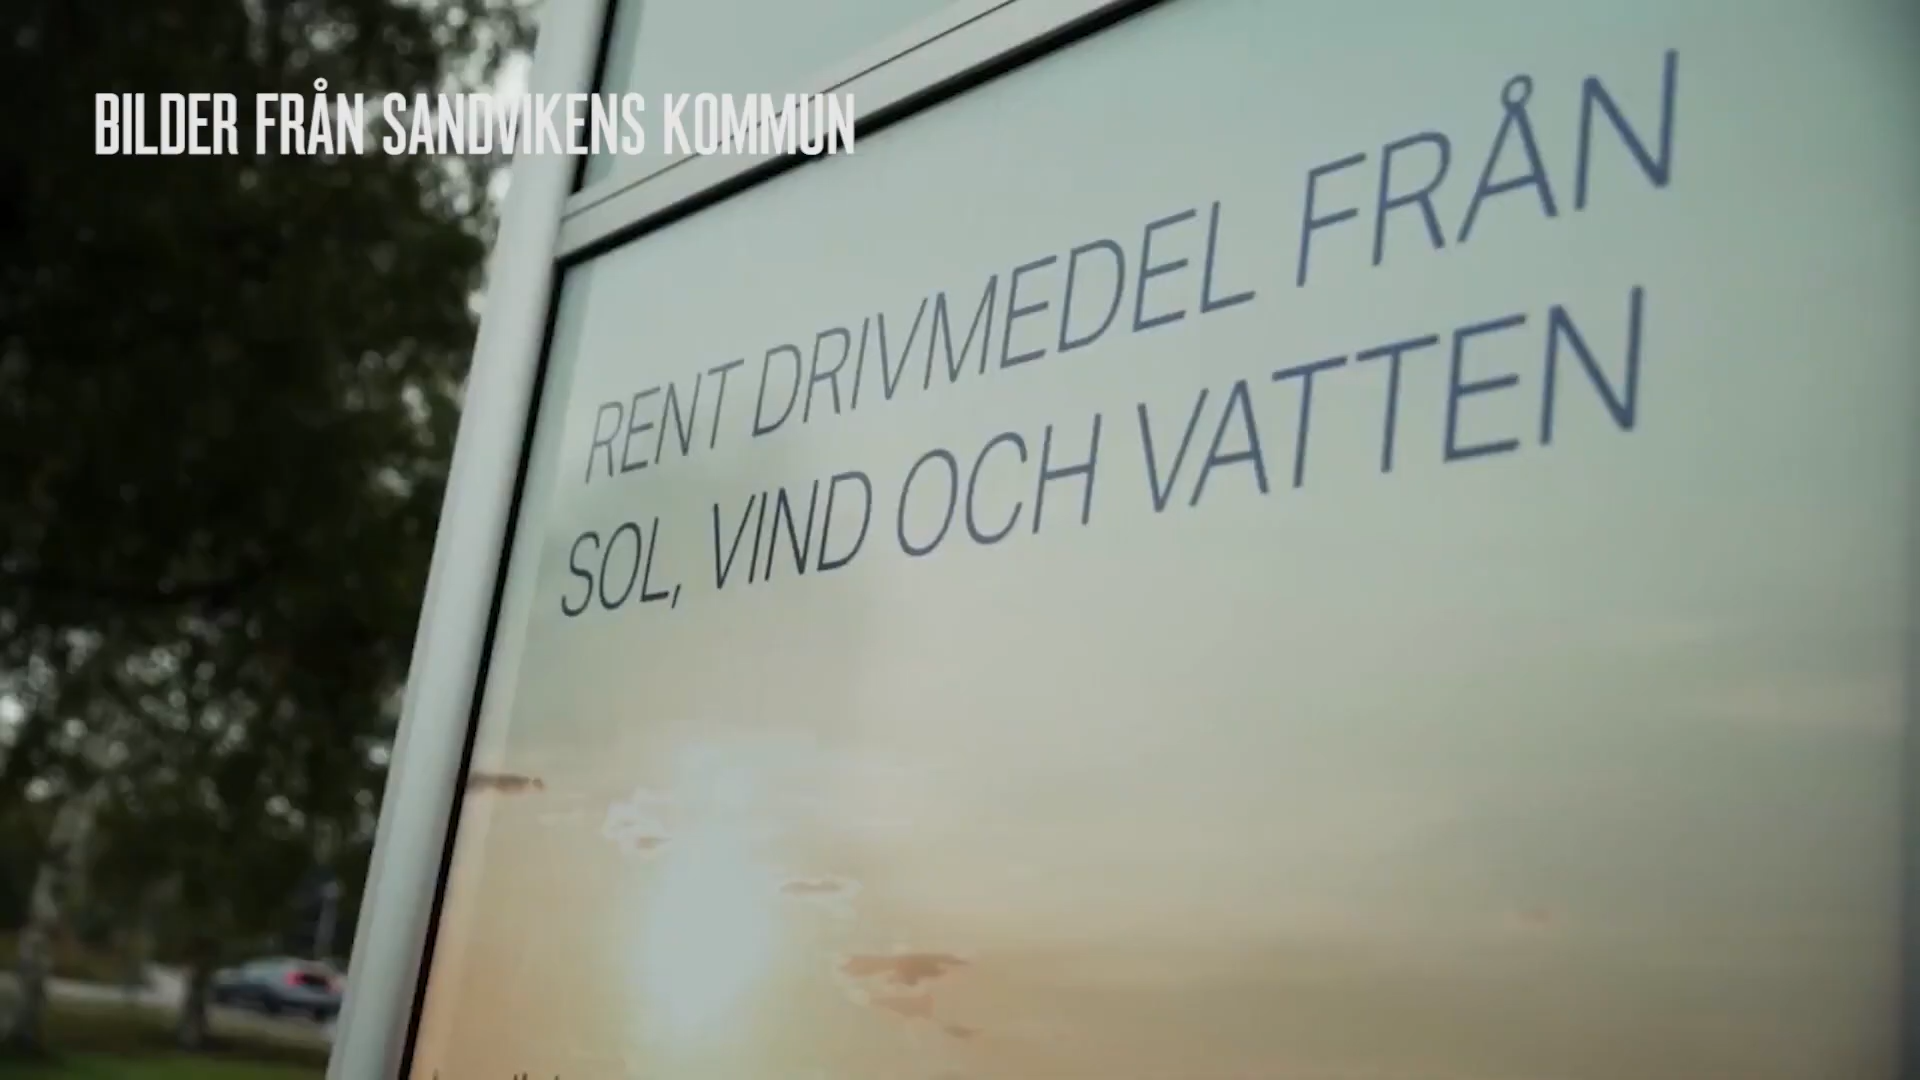 BILDER FRÅN SANDVIKENS KOMMUN
RENT DRIVMEDEL FRÅN
SOL, VIND OCH VATTEN